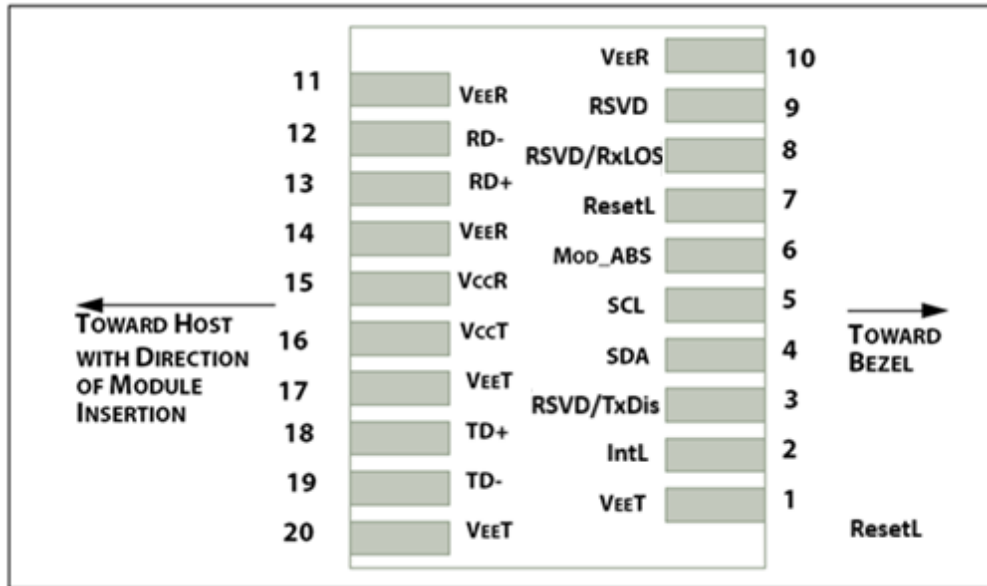 11 VEER
12 RD-
13 RD+
14 VEER
15 VCCR
16 VCCT
17 VEET
18 TD+
19 TD-
20 VEET
VEER 10
RSVD 9
RSVD/RxLOS 8
ResetL 7
MOD_ABS 6
SCL 5
SDA 4
RSVD/TxDis 3
IntL 2
VEET 1
TOWARD HOST
WITH DIRECTION
OF MODULE
INSERTION
TOWARD
BEZEL
ResetL